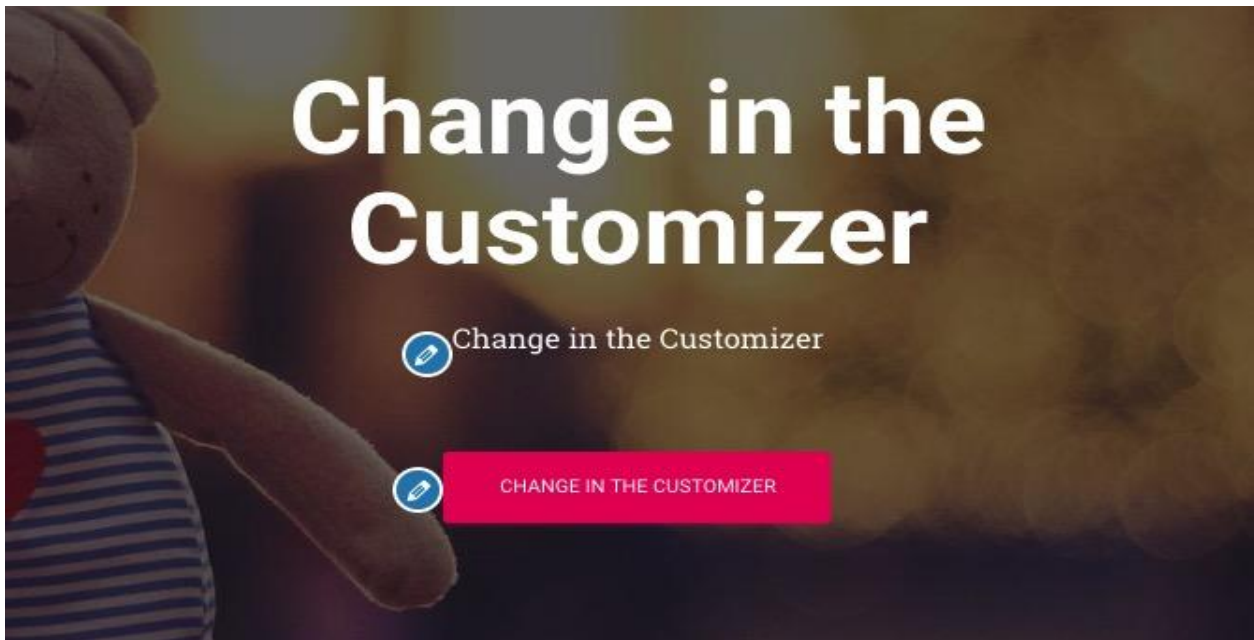 Change in the
Customizer
Change in the Customizer
CHANGE IN THE CUSTOMIZER